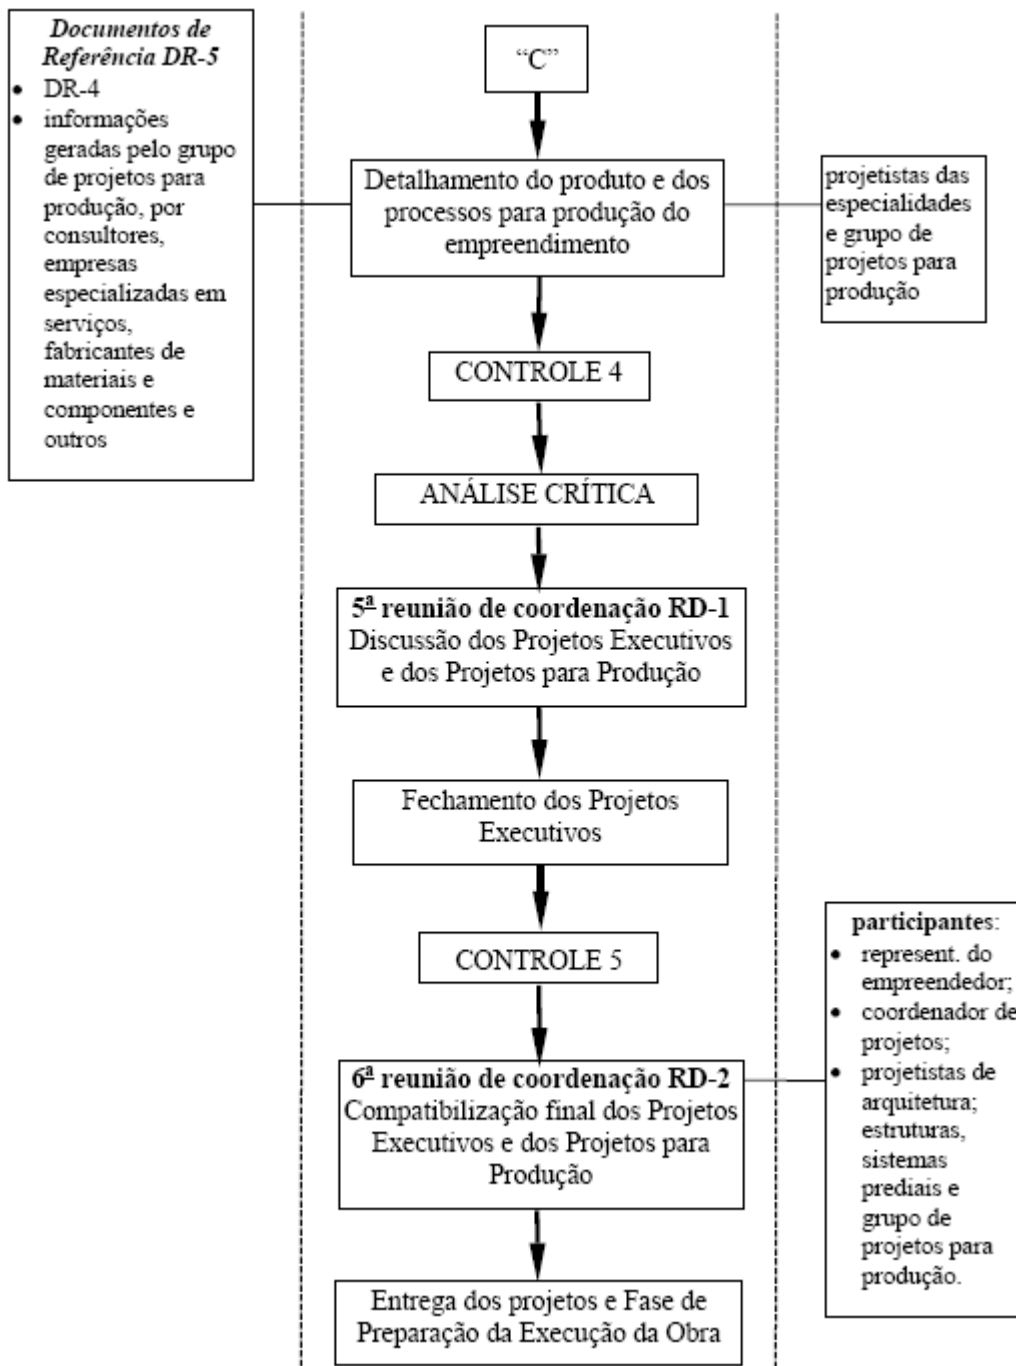 Documentos de
Referência DR-5
• DR-4
• informações
geradas pelo grupo
de projetos para
produção, por
consultores,
empresas
especializadas em
serviços,
fabricantes de
materiais e
componentes e
outros
“C”
Detalhamento do produto e dos
processos para produção do
empreendimento
projetistas das
especialidades
e grupo de
projetos para
produção
CONTROLE 4
ANÁLISE CRÍTICA
5ª reunião de coordenação RD-1
Discussão dos Projetos Executivos
e dos Projetos para Produção
Fechamento dos Projetos
Executivos
CONTROLE 5
6ª reunião de coordenação RD-2
Compatibilização final dos Projetos
Executivos e dos Projetos para
Produção
participantes:
• represent. do
empreendedor;
• coordenador de
projetos;
• projetistas de
arquitetura;
estruturas,
sistemas
prediais e
grupo de
projetos para
produção.
Entrega dos projetos e Fase de
Preparação da Execução da Obra